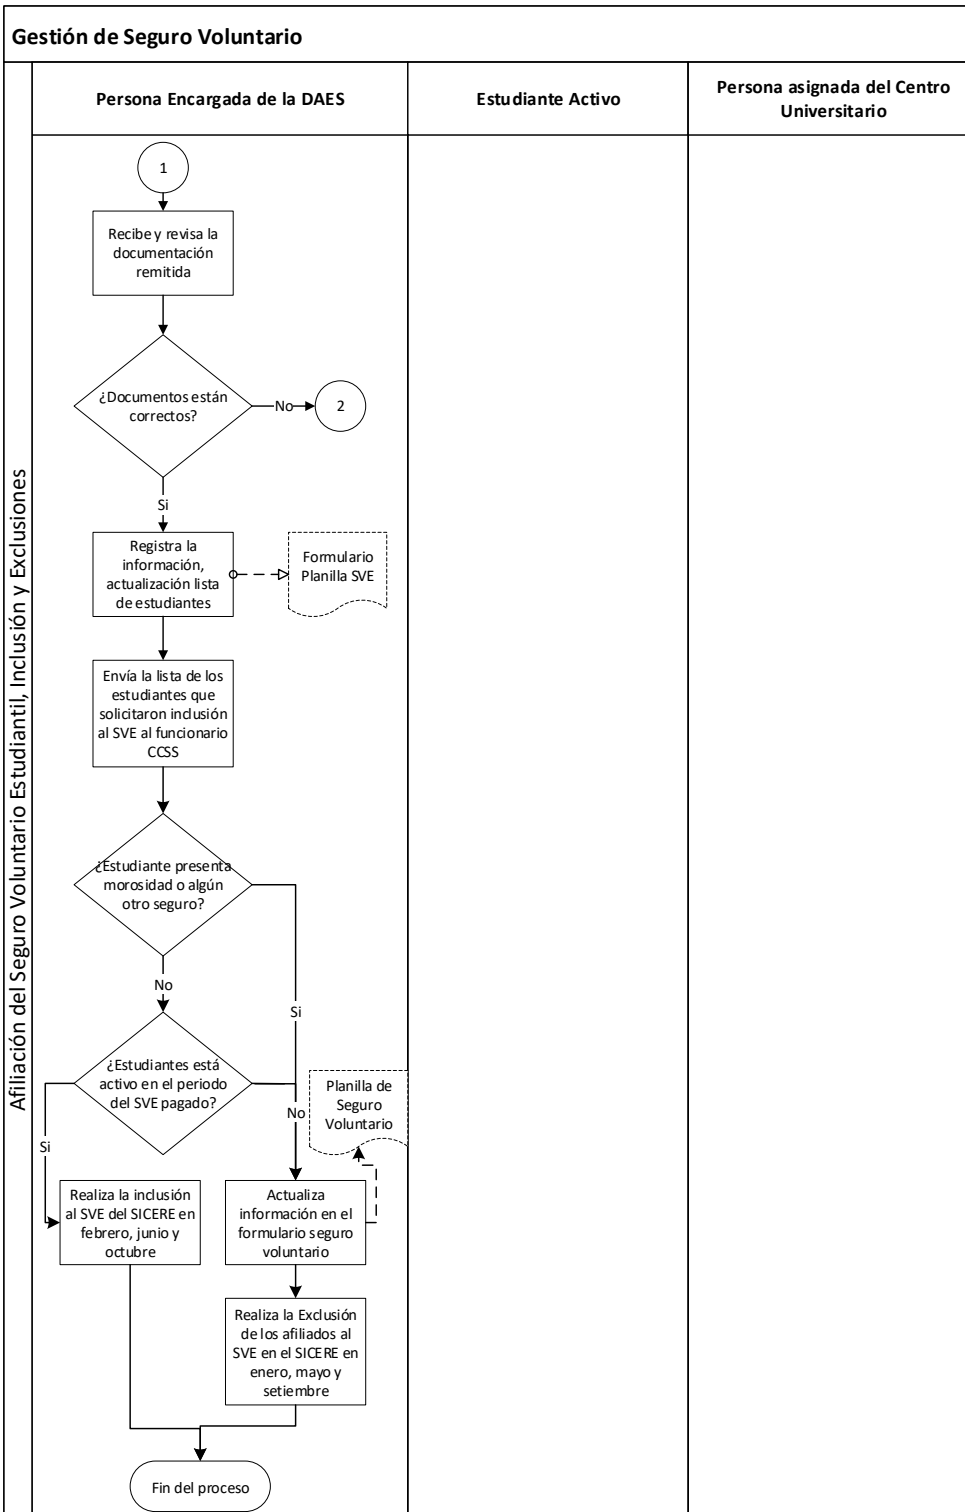 Gestión de Seguro Voluntario
Persona Encargada de la DAES
Estudiante Activo
Persona asignada del Centro
Universitario
Afiliación del Seguro Voluntario Estudiantil, Inclusión y Exclusiones
1
Recibe y revisa la
documentación
remitida
¿Documentos están
correctos?
No
2
Si
Registra la
información,
actualización lista
de estudiantes
Formulario
Planilla SVE
Envía la lista de los
estudiantes que
solicitaron inclusión
al SVE al funcionario
CCSS
¿Estudiante presenta
morosidad o algún
otro seguro?
No
Si
¿Estudiantes está
activo en el periodo
del SVE pagado?
No
Planilla de
Seguro
Voluntario
Si
Realiza la inclusión
al SVE del SICERE en
febrero, junio y
octubre
Actualiza
información en el
formulario seguro
voluntario
Realiza la Exclusión
de los afiliados al
SVE en el SICERE en
enero, mayo y
setiembre
Fin del proceso